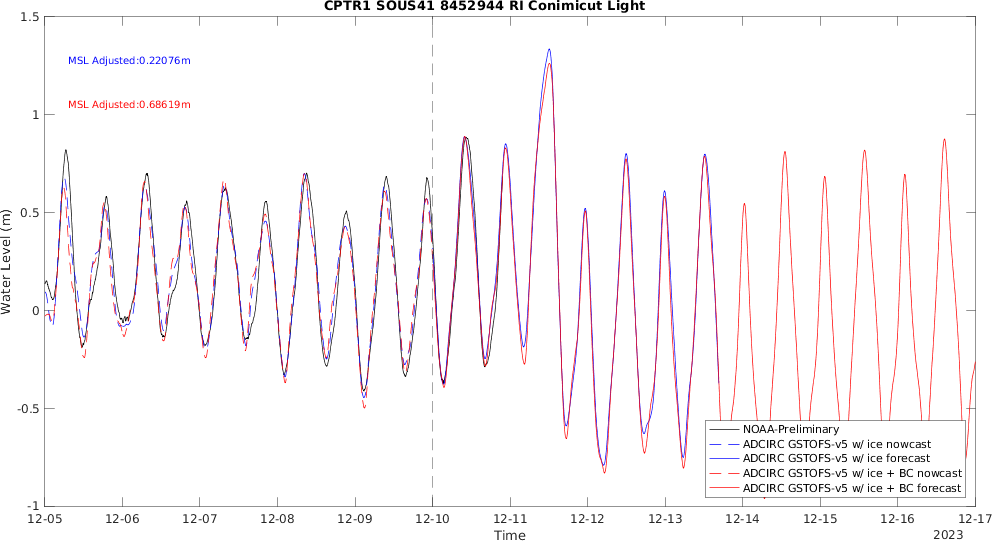 CPTR1 SOUS41 8452944 RI Conimicut Light
1.5
MSL Adjusted:0.22076m
MSL Adjusted:0.68619m
1
0.5
0
-0.5
-1
Water Level (m)
NOAA-Preliminary
ADCIRC GSTOFS-v5 w/ ice nowcast
ADCIRC GSTOFS-v5 w/ ice forecast
ADCIRC GSTOFS-v5 w/ ice + BC nowcast
ADCIRC GSTOFS-v5 w/ ice + BC forecast
12-05 12-06 12-07 12-08 12-09 12-10 12-11 12-12 12-13 12-14 12-15 12-16 12-17
Time
2023